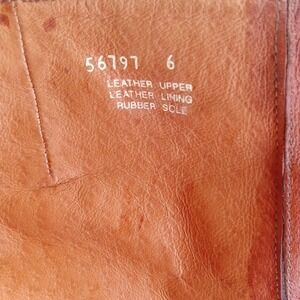 56797 6
LEATHER UPPER
LEATHER LINING
RUBBER SOLE